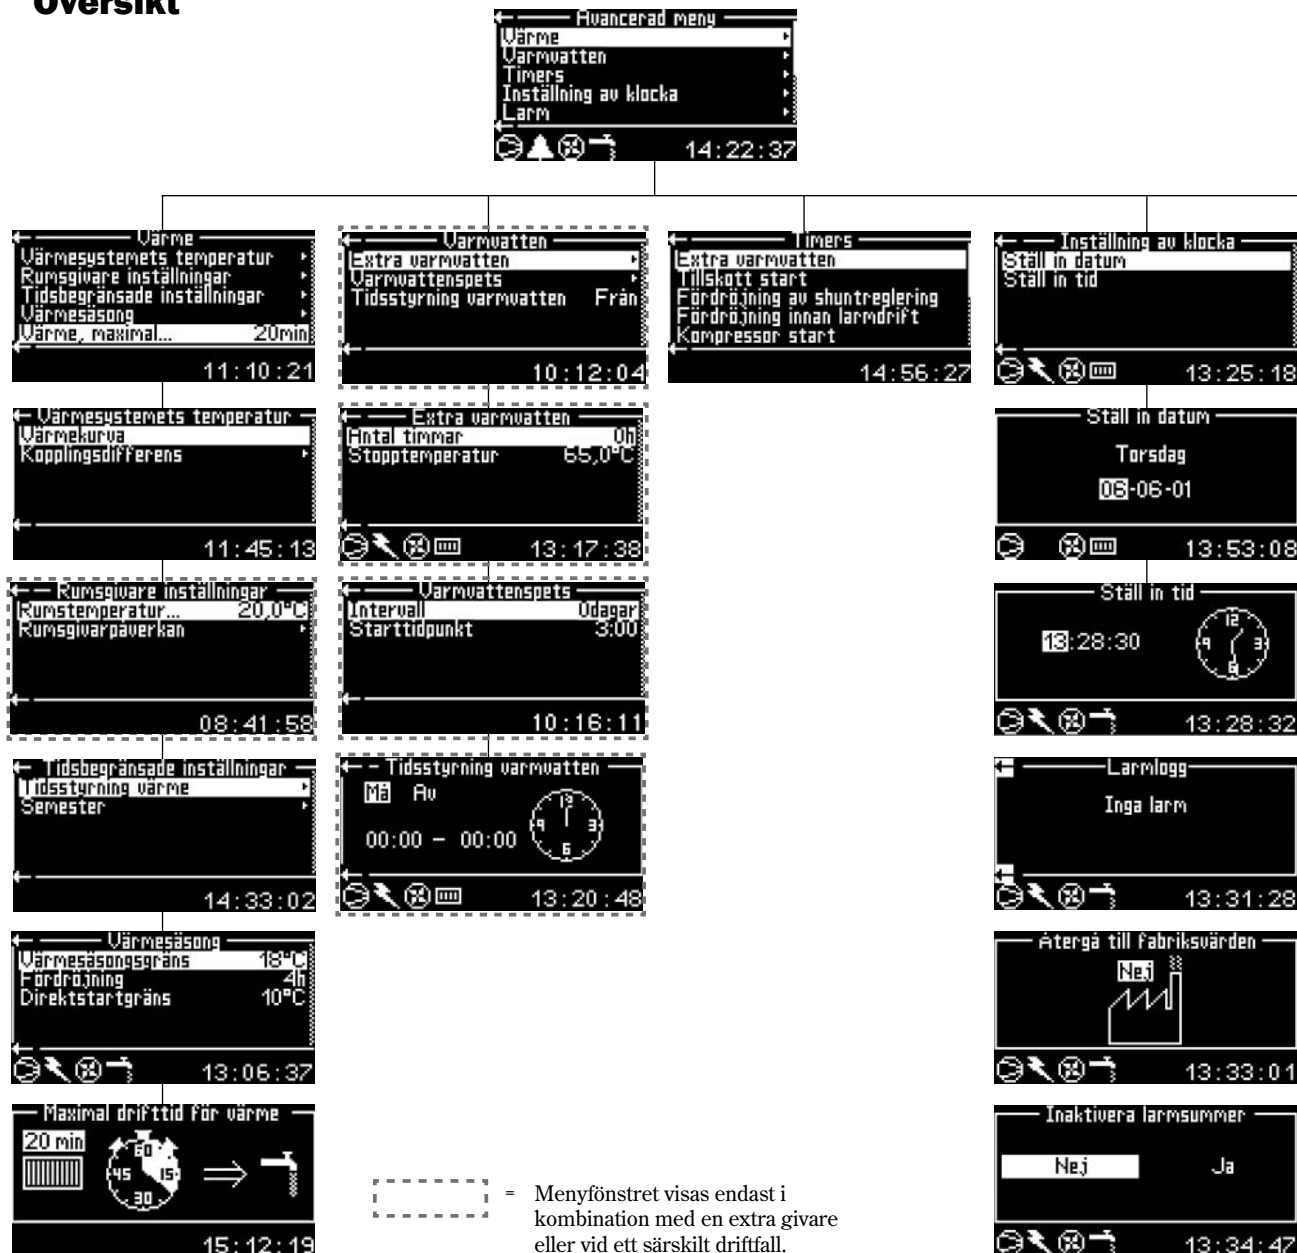 Översikt
Avancerad meny
Värme
Varmvatten
Timers
Inställning av klocka
Larm
14:22:37
Värme
Värmesystemets temperatur
Rumsgivare inställningar
Tidsbegränsade inställningar
Värmesäsong
Värme, maximal... 20min
11:10:21
Värmesystemets temperatur
Värmekurva
Kopplingsdifferens
11:45:13
Rumsgivare inställningar
Rumstemperatur... 20,0°C
Rumsgivarpåverkan
08:41:58
Tidsbegränsade inställningar
Tidsstyrning värme
Semester
14:33:02
Värmesäsong
Värmesäsongsgräns 18°C
Fördröjning 4h
Direktstartgräns 10°C
13:06:37
Maximal drifttid för värme
20 min
60
45 15
30
15:12:19
Varmvatten
Extra varmvatten
Varmvattenspets
Tidsstyrning varmvatten Från
10:12:04
Extra varmvatten
Antal timmar 0h
Stopptemperatur 65,0°C
13:17:38
Varmvattenspets
Intervall 0dagar
Starttidpunkt 3:00
10:16:11
Tidsstyrning varmvatten
Må Av
00:00 - 00:00
12
9 3
6
13:20:48
Timers
Extra varmvatten
Tillskott start
Fördröjning av shuntreglering
Fördröjning innan larmdrift
Kompressor start
14:56:27
Inställning av klocka
Ställ in datum
Ställ in tid
13:25:18
Ställ in datum
Torsdag
06-06-01
13:53:08
Ställ in tid
13:28:30
12
9 3
6
13:28:32
Larmlogg
Inga larm
13:31:28
Återgå till fabriksvärden
Nej
13:33:01
Inaktivera larmsummer
Nej Ja
13:34:47
= Menyfönstret visas endast i
kombination med en extra givare
eller vid ett särskilt driftfall.